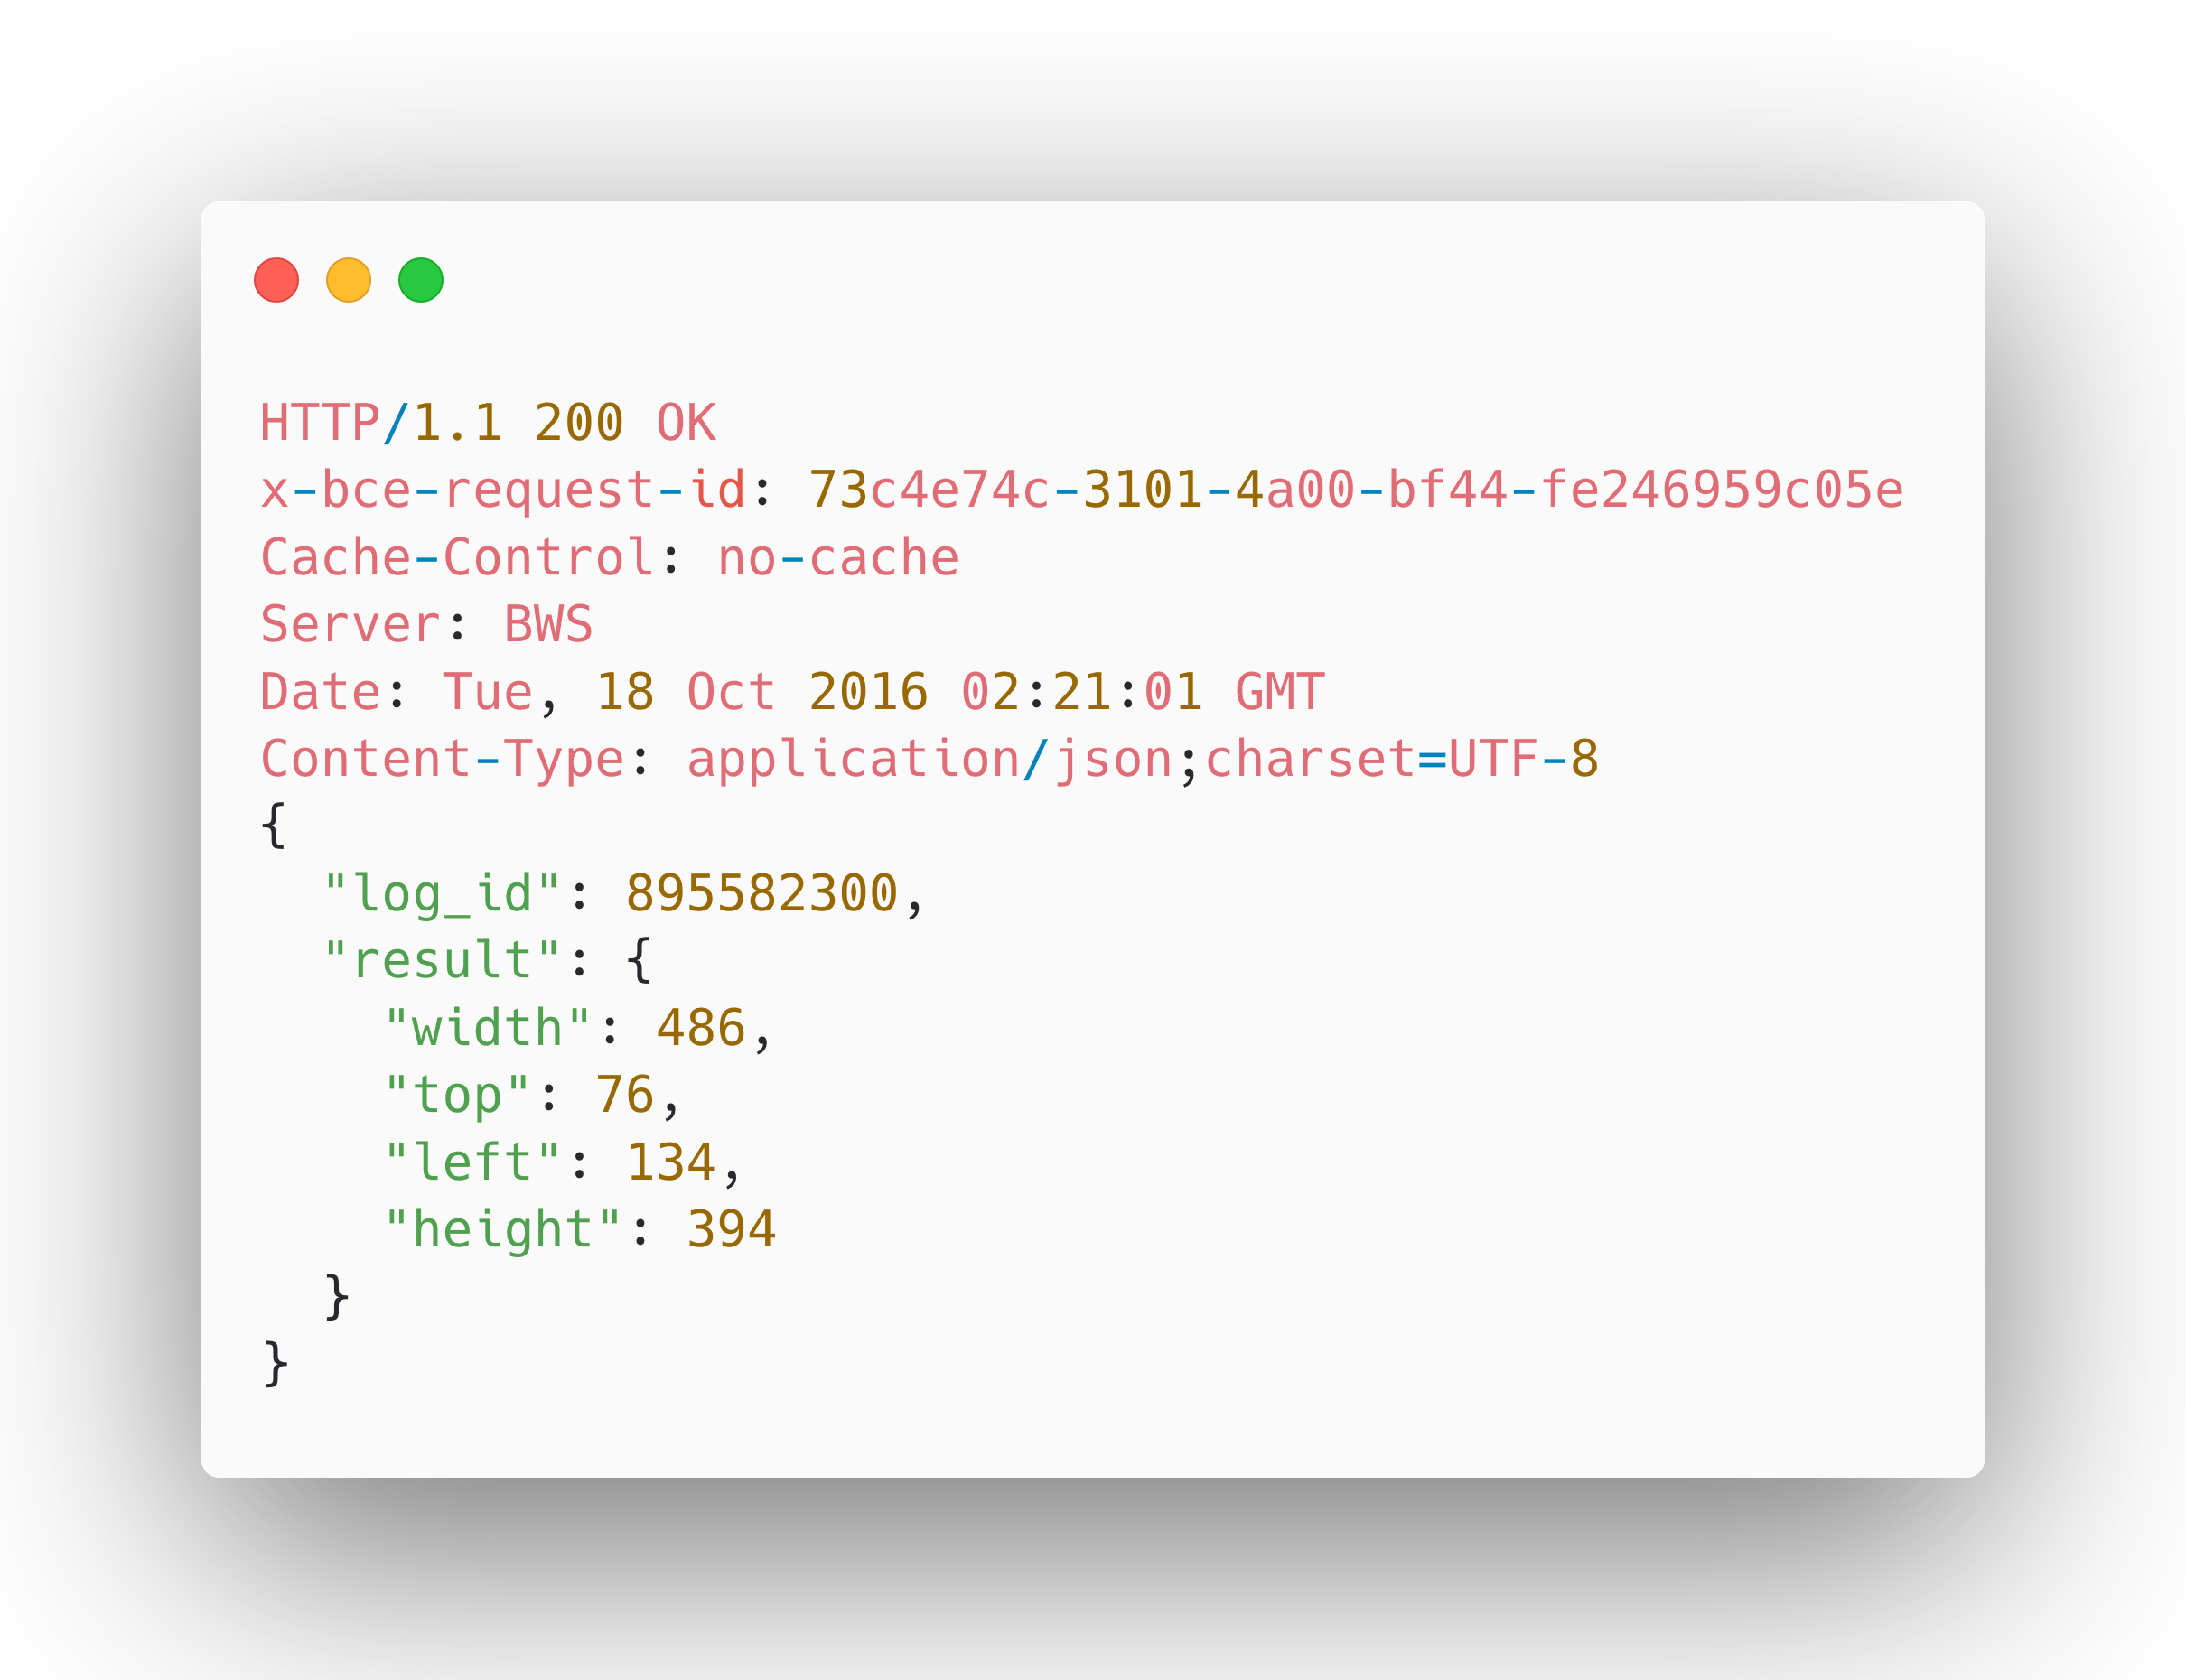 HTTP/1.1 200 OK
x-bce-request-id: 73c4e74c-3101-4a00-bf44-fe246959c05e
Cache-Control: no-cache
Server: BWS
Date: Tue, 18 Oct 2016 02:21:01 GMT
Content-Type: application/json;charset=UTF-8
{
  "log_id": 895582300,
  "result": {
    "width": 486,
    "top": 76,
    "left": 134,
    "height": 394
  }
}